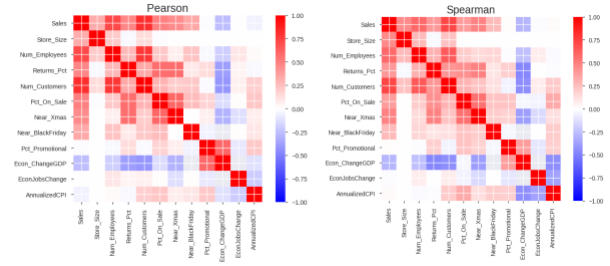 Pearson
Sales
Store_Size
Num_Employees
Returns_Pct
Num_Customers
Pct_On_Sale
Near_Xmas
Near_BlackFriday
Pct_Promotional
Econ_ChangeGDP
EconJobsChange
AnnualizedCPI
Sales
Store_Size
Num_Employees
Returns_Pct
Num_Customers
Pct_On_Sale
Near_Xmas
Near_BlackFriday
Pct_Promotional
Econ_ChangeGDP
EconJobsChange
AnnualizedCPI
1.00
0.75
0.50
0.25
0.00
−0.25
−0.50
−0.75
−1.00
Spearman
Sales
Store_Size
Num_Employees
Returns_Pct
Num_Customers
Pct_On_Sale
Near_Xmas
Near_BlackFriday
Pct_Promotional
Econ_ChangeGDP
EconJobsChange
AnnualizedCPI
Sales
Store_Size
Num_Employees
Returns_Pct
Num_Customers
Pct_On_Sale
Near_Xmas
Near_BlackFriday
Pct_Promotional
Econ_ChangeGDP
EconJobsChange
AnnualizedCPI
1.00
0.75
0.50
0.25
0.00
−0.25
−0.50
−0.75
−1.00